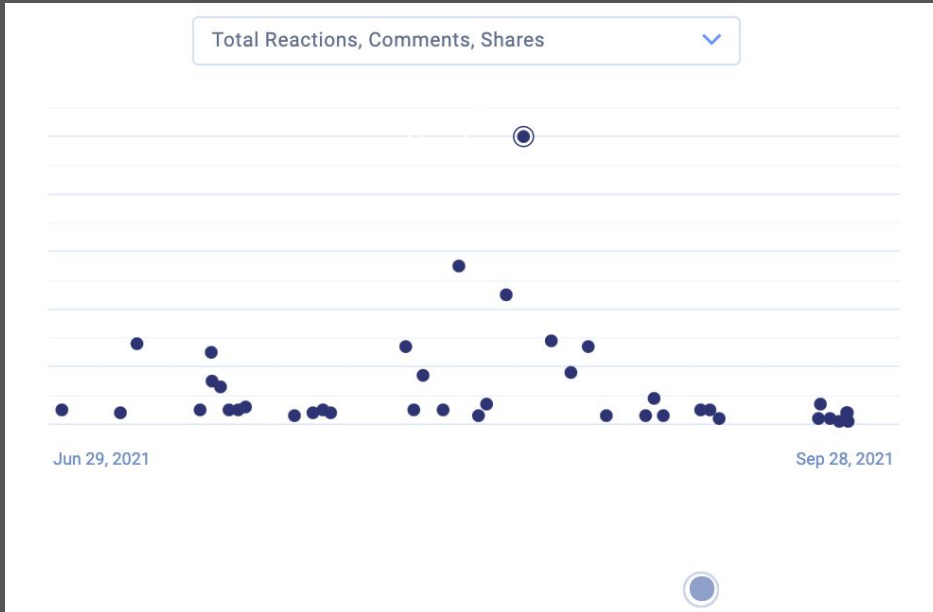 Total Reactions, Comments, Shares
Jun 29, 2021
Sep 28, 2021